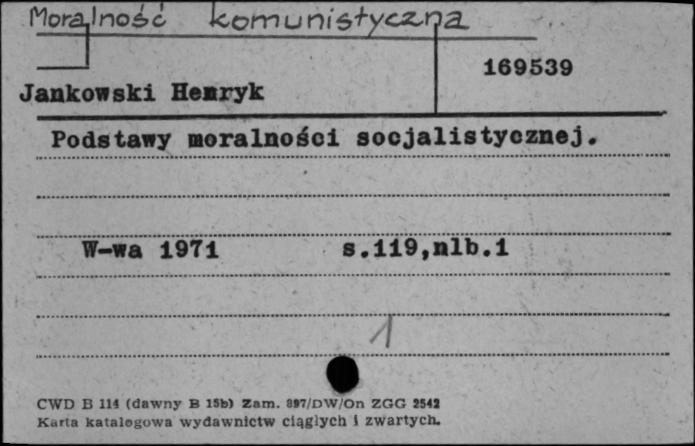 Moralność komunistyczna
169539
Jankowski Henryk
Podstawy moralności socjalistycznej.
W-wa 1971 s.119,nlb.1
1
CWD B 114 (dawny B 15b) Zam. 897/DW/On ZGG 2542
Karta katalogowa wydawnictw ciągłych i zwartych.